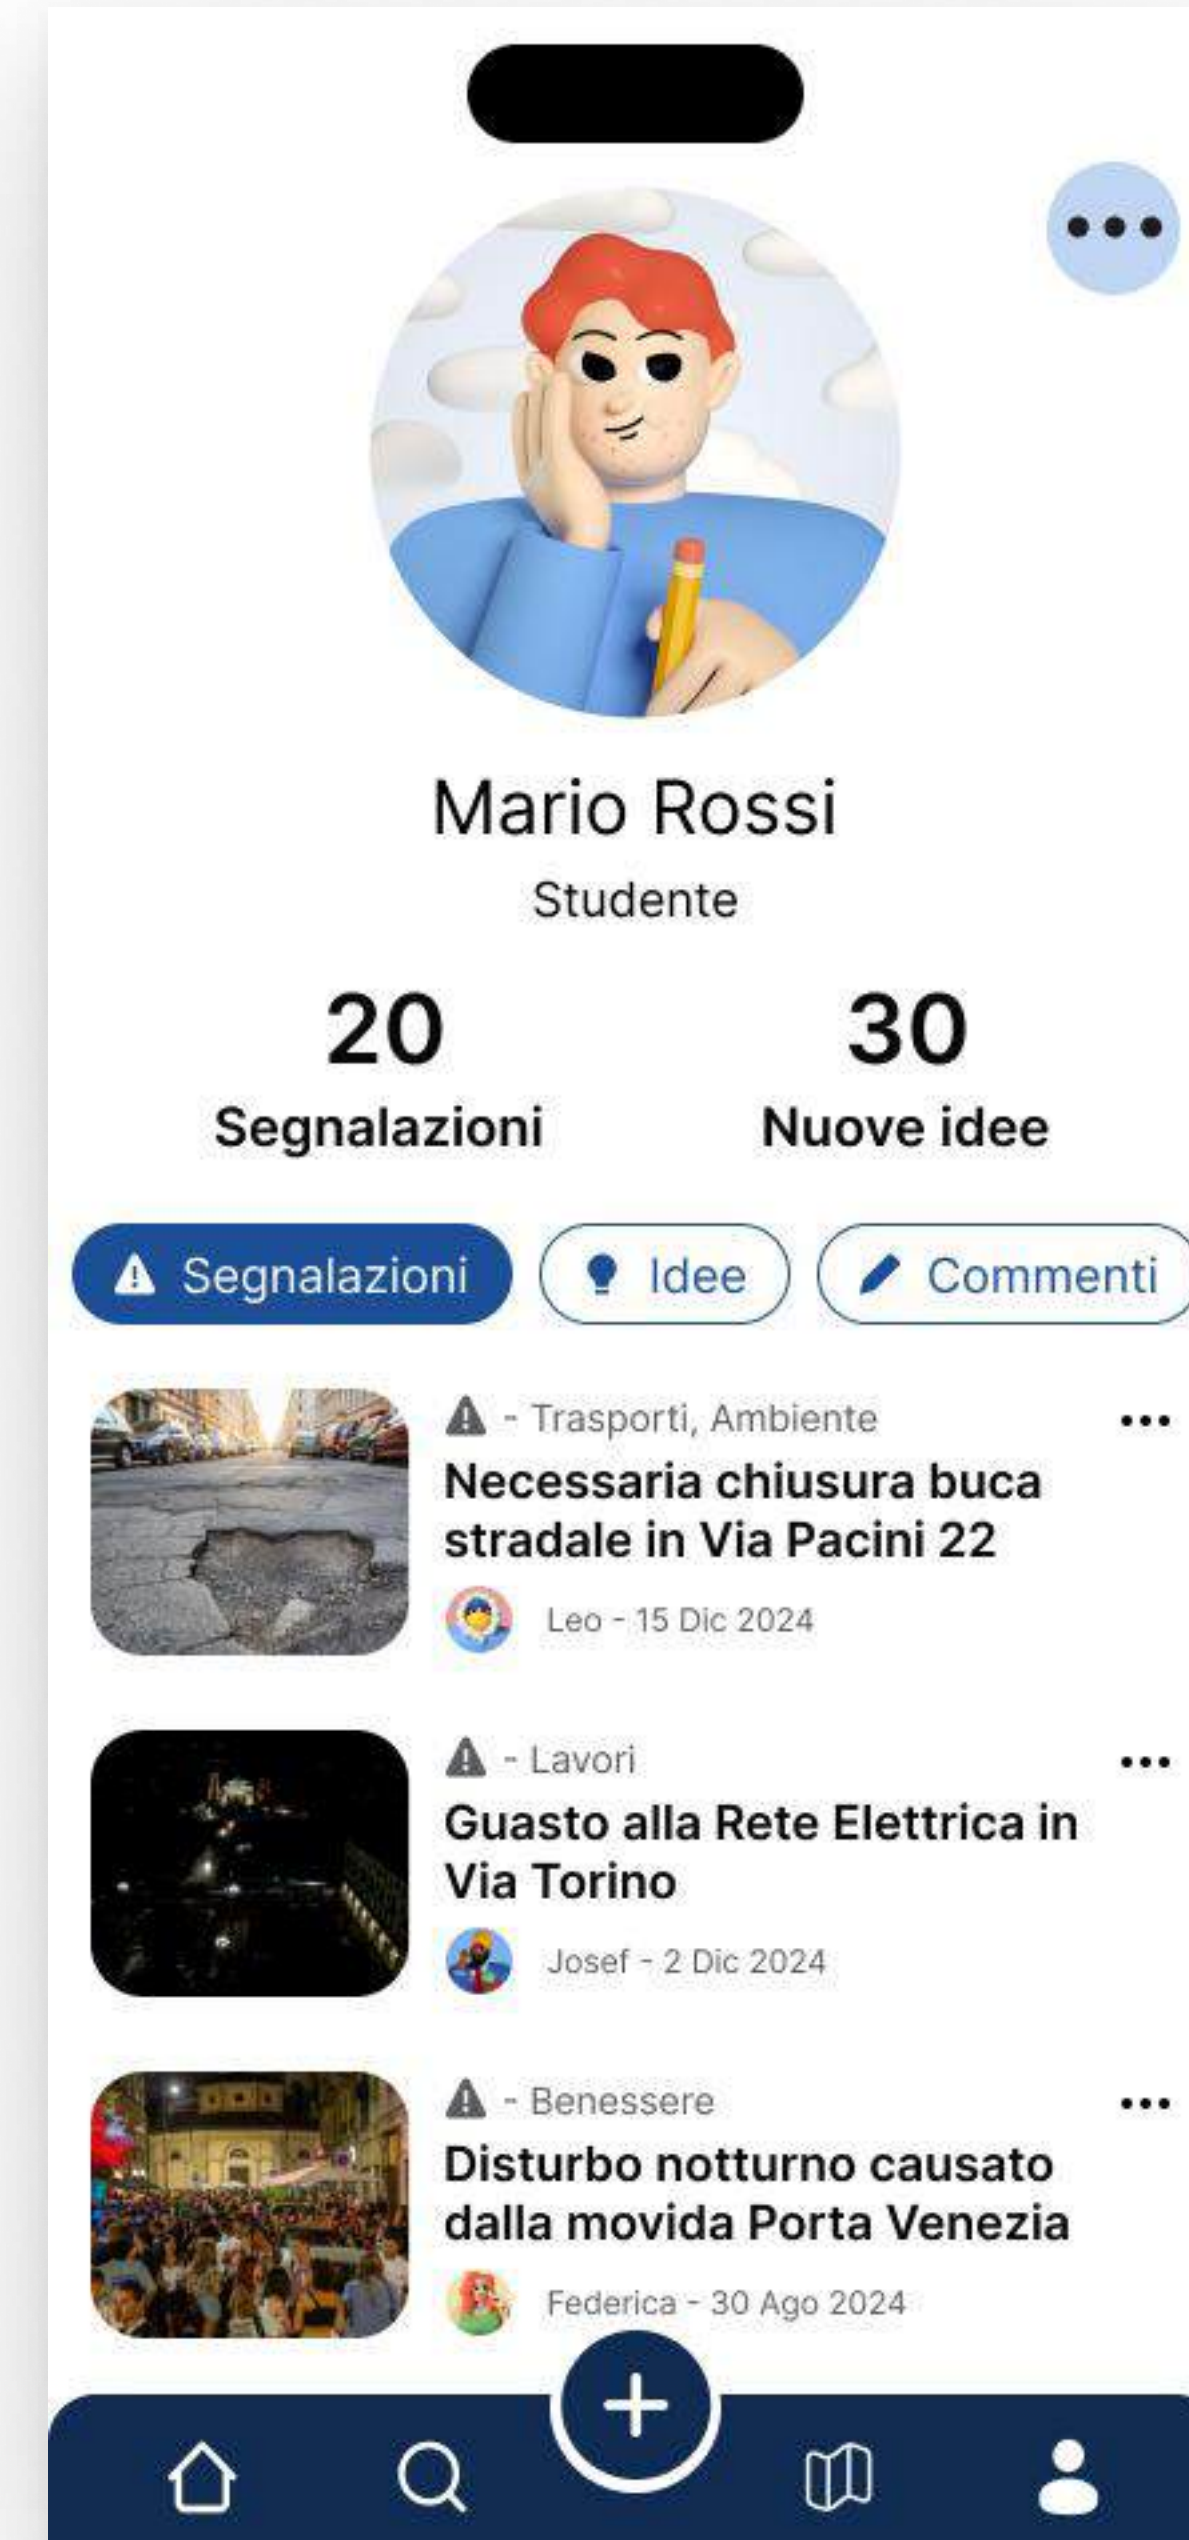 Mario Rossi
Studente
20
30
Segnalazioni
Nuove idee
Segnalazioni
Idee
Commenti
- Trasporti, Ambiente
Necessaria chiusura buca
stradale in Via Pacini 22
Leo - 15 Dic 2024
- Lavori
Guasto alla Rete Elettrica in
Via Torino
Josef - 2 Dic 2024
- Benessere
Disturbo notturno causato
dalla movida Porta Venezia
Federica - 30 Ago 2024